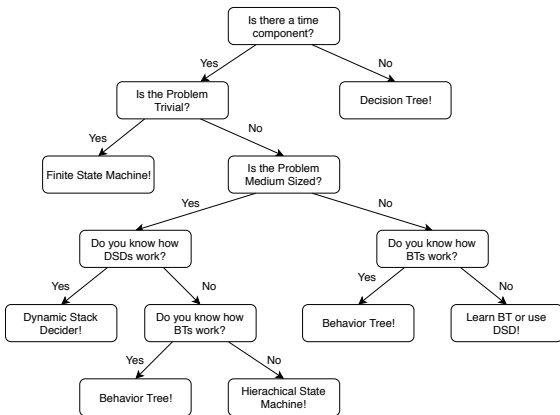 Is there a time
component?
Yes
No
Is the Problem
Trivial?
Decision Tree!
Yes
No
Finite State Machine!
Is the Problem
Medium Sized?
Yes
No
Do you know how
DSDs work?
Do you know how
BTs work?
Yes
No
Yes
No
Dynamic Stack
Decider!
Do you know how
BTs work?
Behavior Tree!
Learn BT or use
DSD!
Yes
No
Behavior Tree!
Hierachical State
Machine!